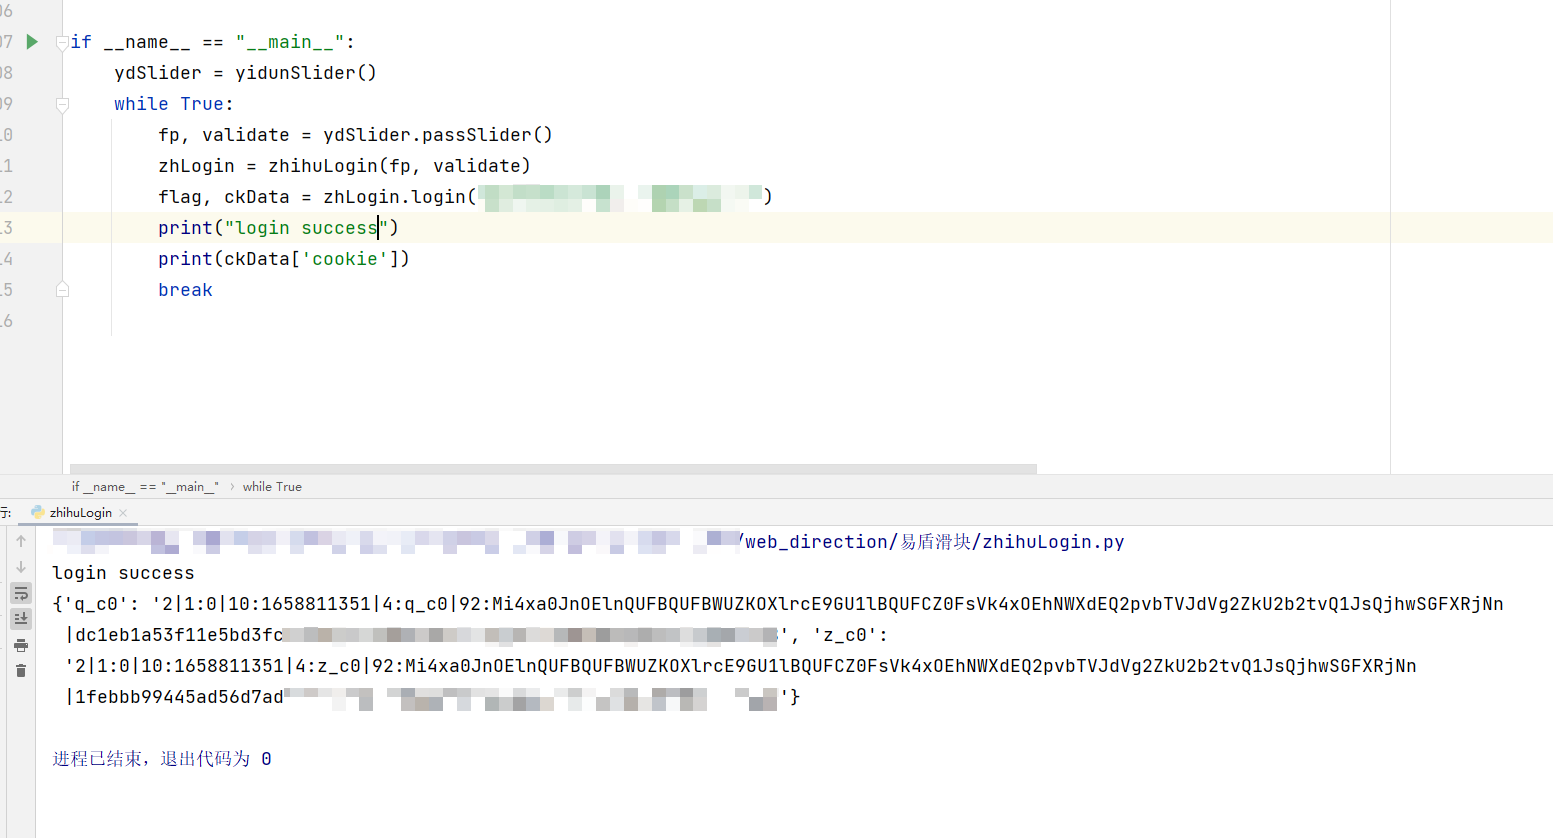 06
07 if __name__ == "__main__":
08 ydSlider = yidunSlider()
09 while True:
10 fp, validate = ydSlider.passSlider()
11 zhLogin = zhihuLogin(fp, validate)
12 flag, ckData = zhLogin.login( )
13 print("login success")
14 print(ckData['cookie'])
15 break
16
if __name__ == "__main__" › while True
行: zhihuLogin ×
/web_direction/易盾滑块/zhihuLogin.py
login success
{'q_c0': '2|1:0|10:1658811351|4:q_c0|92:Mi4xa0JnOElnQUFBQUFBWUZKOXlrcE9GU1lBQUFCZ0FsVk4xOEhNWXdEQ2pvbTVJdVg2ZkU2b2tvQ1JsQjhwSGFXRjNn
|dc1eb1a53f11e5bd3fc ', 'z_c0':
'2|1:0|10:1658811351|4:z_c0|92:Mi4xa0JnOElnQUFBQUFBWUZKOXlrcE9GU1lBQUFCZ0FsVk4xOEhNWXdEQ2pvbTVJdVg2ZkU2b2tvQ1JsQjhwSGFXRjNn
|1febbb99445ad56d7ad '}
进程已结束，退出代码为 0